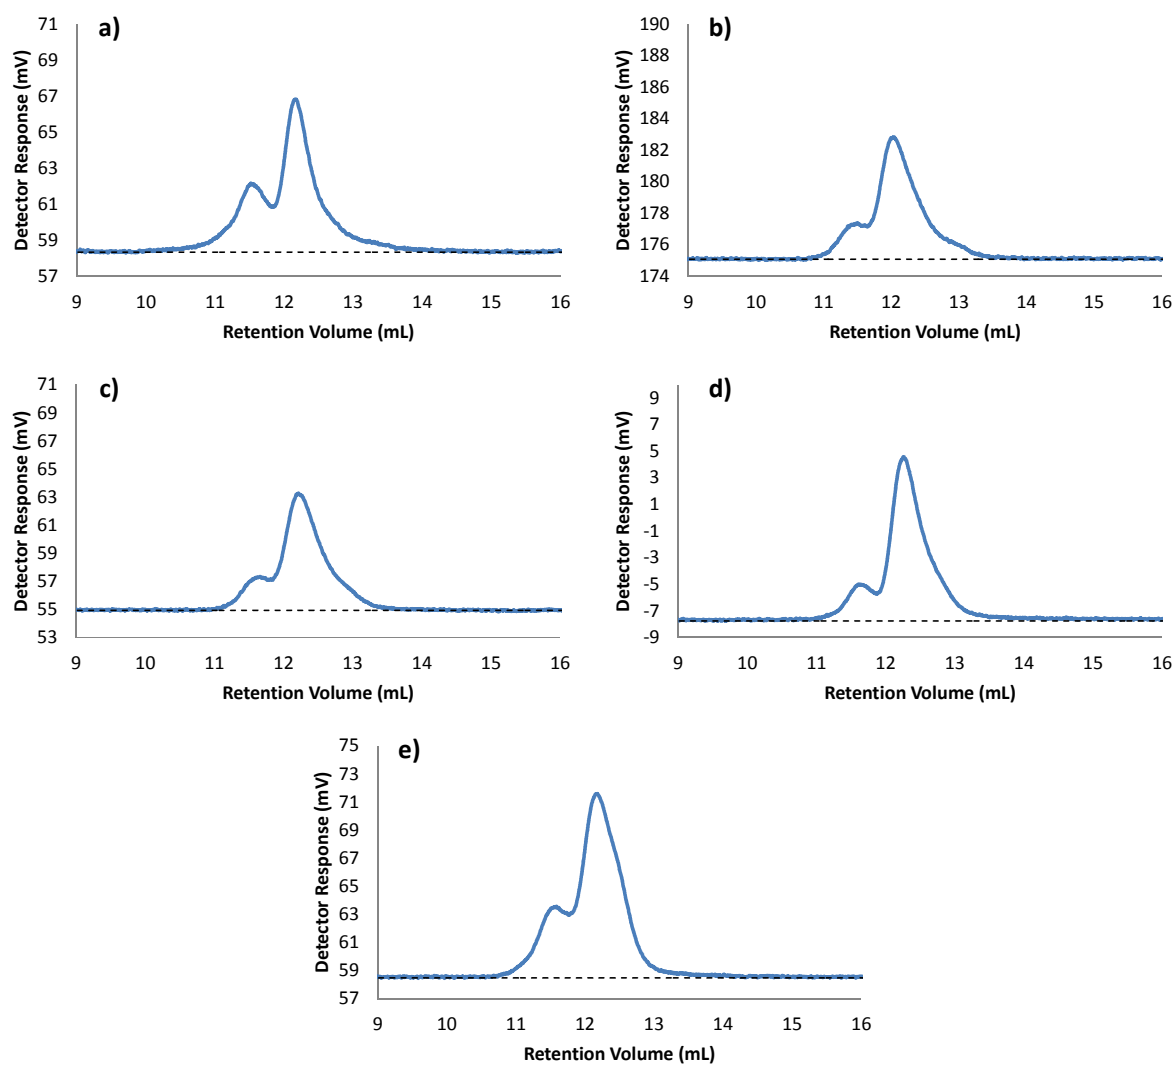 a)
Detector Response (mV)
71
69
67
65
63
61
59
57
9 10 11 12 13 14 15 16
Retention Volume (mL)
b)
Detector Response (mV)
190
188
186
184
182
180
178
176
174
9 10 11 12 13 14 15 16
Retention Volume (mL)
c)
Detector Response (mV)
71
69
67
65
63
61
59
57
55
53
9 10 11 12 13 14 15 16
Retention Volume (mL)
d)
Detector Response (mV)
9
7
5
3
1
-1
-3
-5
-7
-9
9 10 11 12 13 14 15 16
Retention Volume (mL)
e)
Detector Response (mV)
75
73
71
69
67
65
63
61
59
57
9 10 11 12 13 14 15 16
Retention Volume (mL)